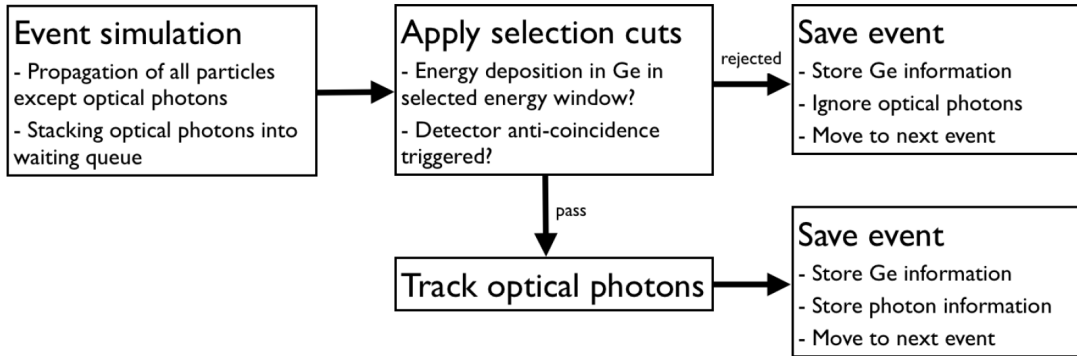 Event simulation
- Propagation of all particles
except optical photons
- Stacking optical photons into
waiting queue
Apply selection cuts
- Energy deposition in Ge in
selected energy window?
- Detector anti-coincidence
triggered?
rejected
Save event
- Store Ge information
- Ignore optical photons
- Move to next event
pass
Track optical photons
Save event
- Store Ge information
- Store photon information
- Move to next event